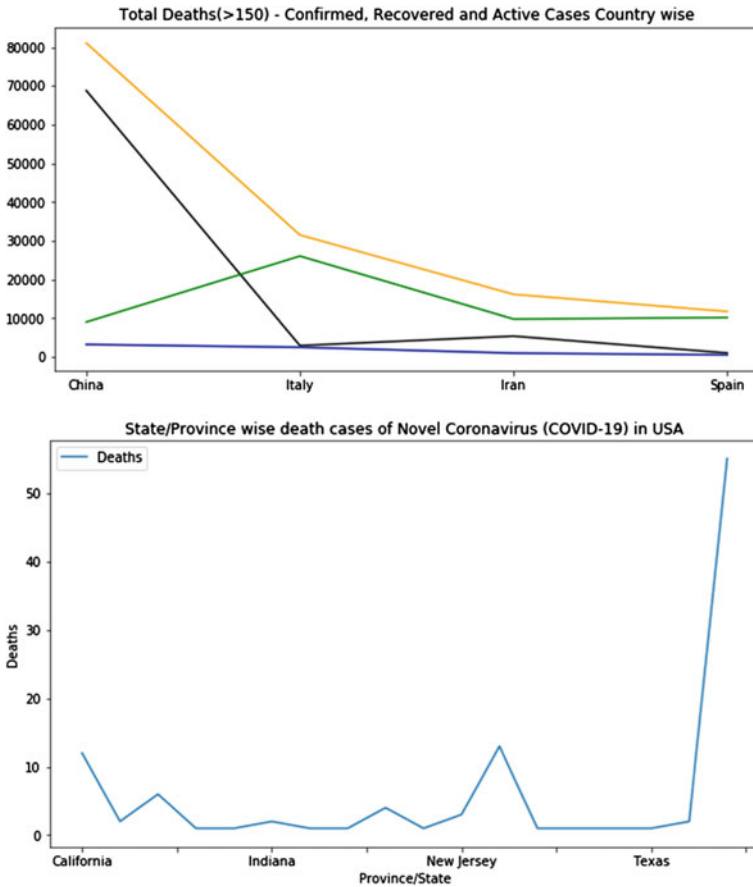 Total Deaths(>150) - Confirmed, Recovered and Active Cases Country wise
80000
70000
60000
50000
40000
30000
20000
10000
0
China Italy Iran Spain
State/Province wise death cases of Novel Coronavirus (COVID-19) in USA
Deaths
50
40
30
20
10
0
Deaths
California Indiana New Jersey Texas
Province/State